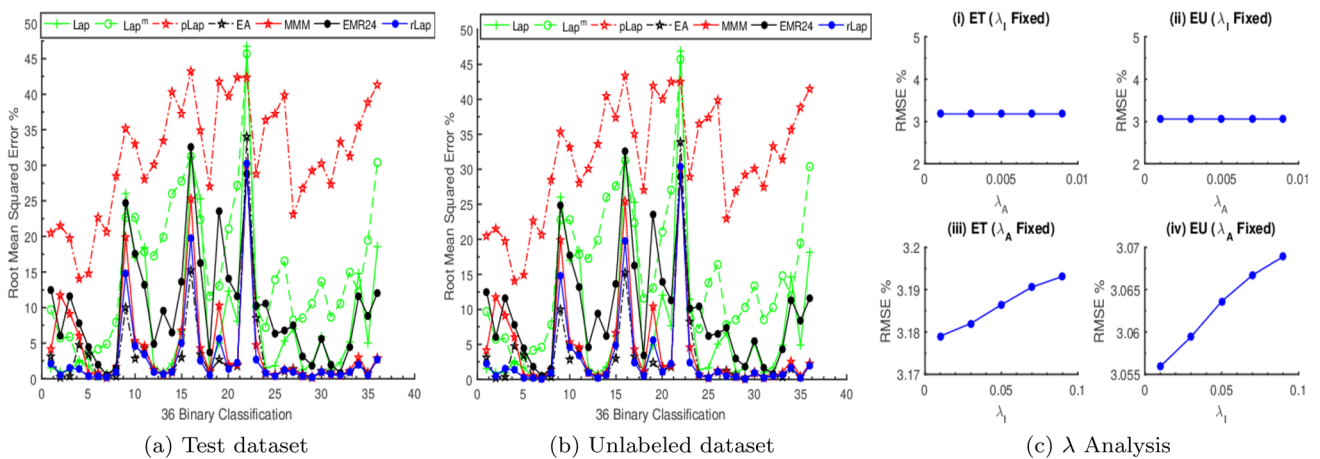 Lap Lap^m pLap EA MMM EMR24 rLap
Root Mean Squared Error %
50
45
40
35
30
25
20
15
10
5
0
0 5 10 15 20 25 30 35 40
36 Binary Classification
(a) Test dataset
Lap Lap^m pLap EA MMM EMR24 rLap
Root Mean Squared Error %
50
45
40
35
30
25
20
15
10
5
0
0 5 10 15 20 25 30 35 40
36 Binary Classification
(b) Unlabeled dataset
(i) ET (λ_I Fixed)
RMSE %
5
4
3
2
0 0.005 0.01
λ_A
(ii) EU (λ_I Fixed)
RMSE %
5
4
3
2
0 0.005 0.01
λ_A
(iii) ET (λ_A Fixed)
RMSE %
3.2
3.19
3.18
3.17
0 0.05 0.1
λ_I
(iv) EU (λ_A Fixed)
RMSE %
3.07
3.065
3.06
3.055
0 0.05 0.1
λ_I
(c) λ Analysis